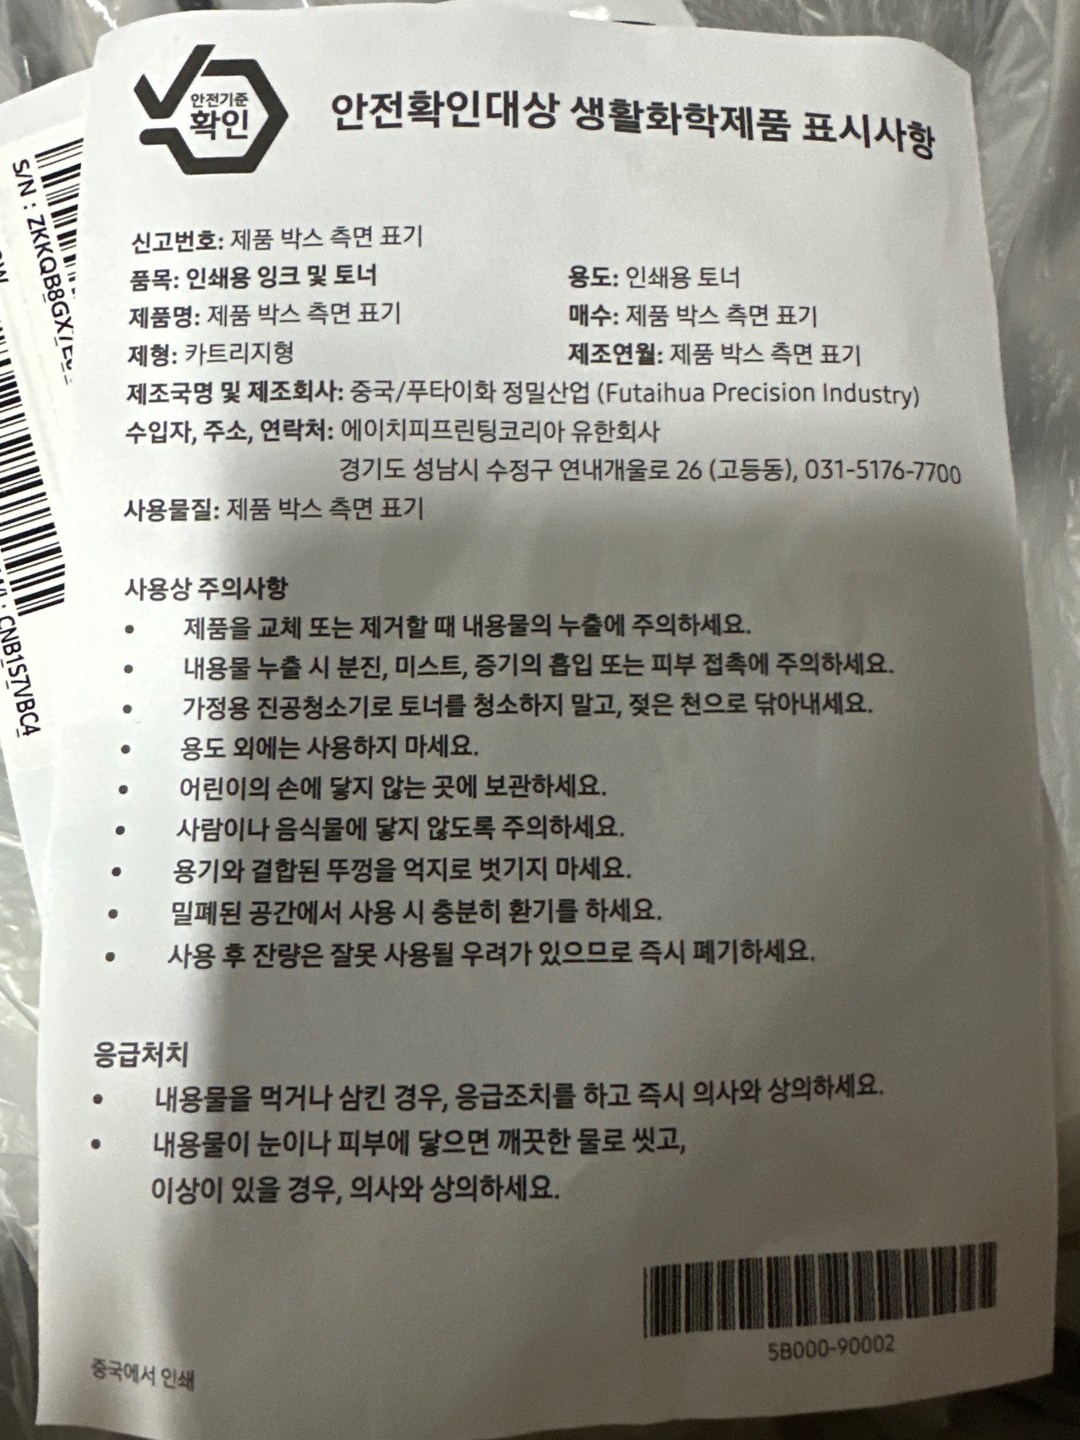 안전기준
확인
안전확인대상 생활화학제품 표시사항
신고번호: 제품 박스 측면 표기
품목: 인쇄용 잉크 및 토너
용도: 인쇄용 토너
제품명: 제품 박스 측면 표기
매수: 제품 박스 측면 표기
제형: 카트리지형
제조연월: 제품 박스 측면 표기
제조국명 및 제조회사: 중국/푸타이화 정밀산업 (Futaihua Precision Industry)
수입자, 주소, 연락처: 에이치피프린팅코리아 유한회사
경기도 성남시 수정구 연내개울로 26 (고등동), 031-5176-7700
사용물질: 제품 박스 측면 표기
사용상 주의사항
• 제품을 교체 또는 제거할 때 내용물의 누출에 주의하세요.
• 내용물 누출 시 분진, 미스트, 증기의 흡입 또는 피부 접촉에 주의하세요.
• 가정용 진공청소기로 토너를 청소하지 말고, 젖은 천으로 닦아내세요.
• 용도 외에는 사용하지 마세요.
• 어린이의 손에 닿지 않는 곳에 보관하세요.
• 사람이나 음식물에 닿지 않도록 주의하세요.
• 용기와 결합된 뚜껑을 억지로 벗기지 마세요.
• 밀폐된 공간에서 사용 시 충분히 환기를 하세요.
• 사용 후 잔량은 잘못 사용될 우려가 있으므로 즉시 폐기하세요.
응급처치
• 내용물을 먹거나 삼킨 경우, 응급조치를 하고 즉시 의사와 상의하세요.
• 내용물이 눈이나 피부에 닿으면 깨끗한 물로 씻고,
이상이 있을 경우, 의사와 상의하세요.
5B000-90002
중국에서 인쇄
S/N : ZKKQB8GX
CNB1S7VBC4